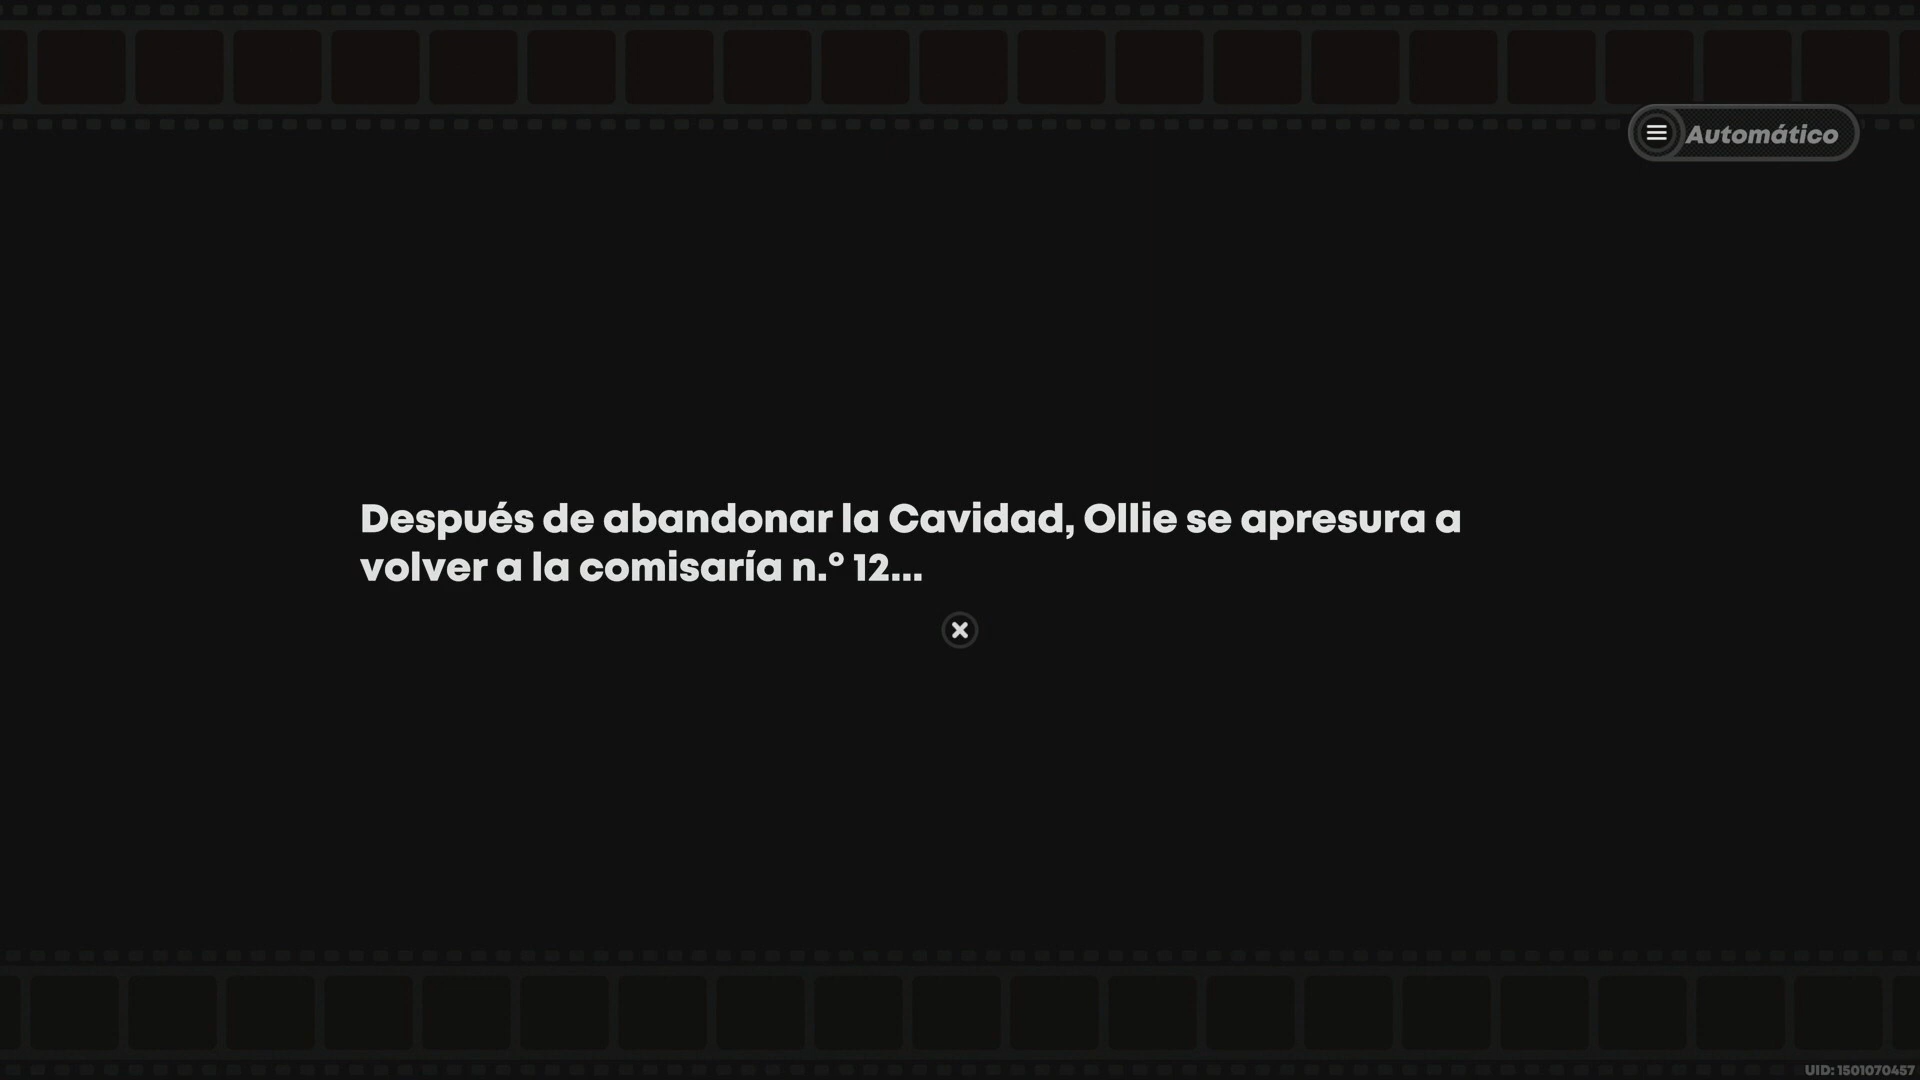 Automático
Después de abandonar la Cavidad, Ollie se apresura a
volver a la comisaría n.º 12...
UID: 1501070457